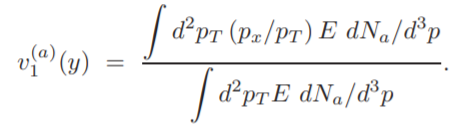 v_1^{(a)}(y) = \frac{\int d^2p_T (p_x/p_T) E dN_a/d^3p}{\int d^2p_T E dN_a/d^3p}.